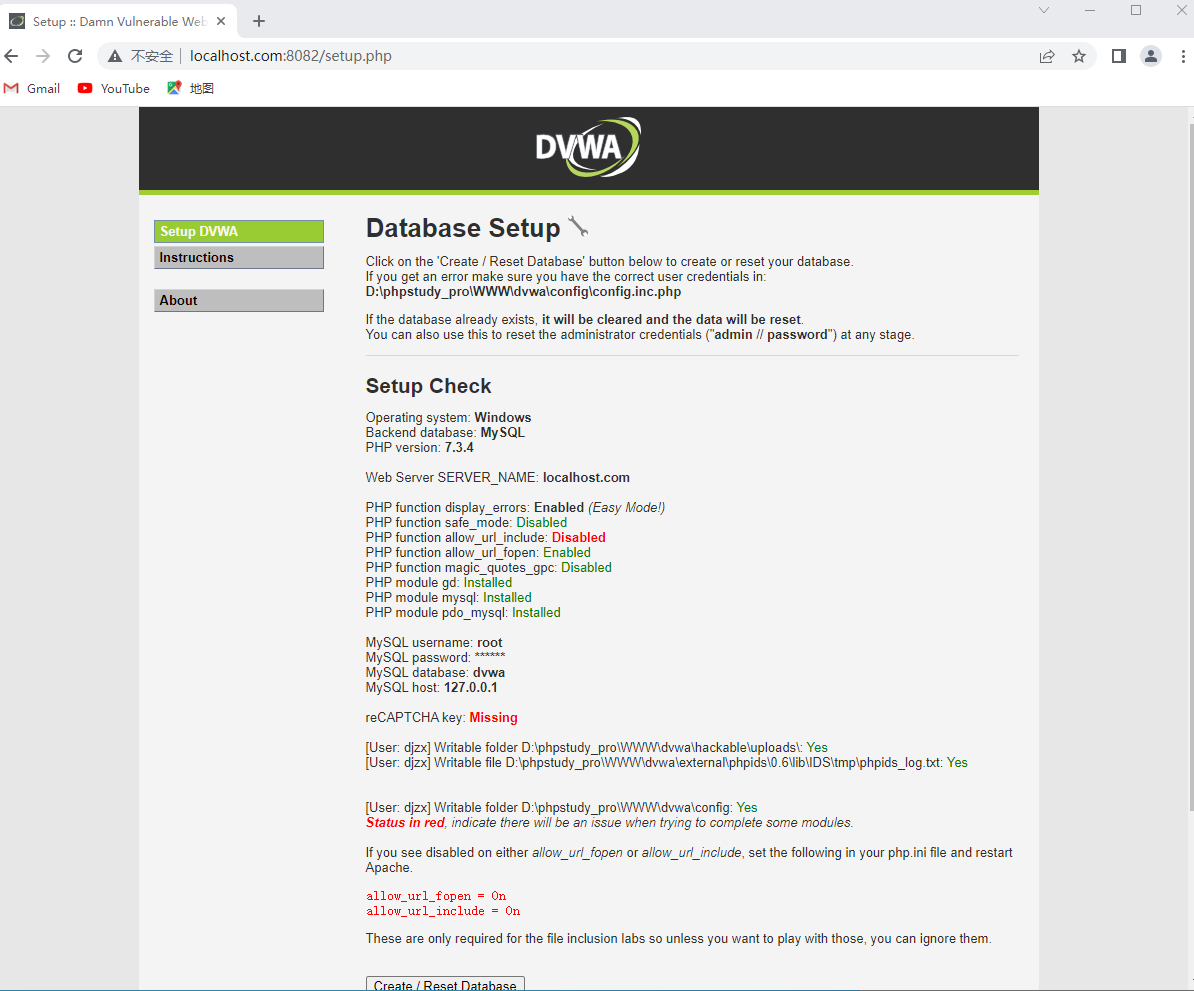 Setup :: Damn Vulnerable Web
不安全
localhost.com:8082/setup.php
Gmail
YouTube
地图
DVWA
Setup DVWA
Instructions
About
Database Setup
Click on the 'Create / Reset Database' button below to create or reset your database.
If you get an error make sure you have the correct user credentials in:
D:\phpstudy_pro\WWW\dvwa\config\config.inc.php
If the database already exists, it will be cleared and the data will be reset.
You can also use this to reset the administrator credentials ("admin // password") at any stage.
Setup Check
Operating system: Windows
Backend database: MySQL
PHP version: 7.3.4
Web Server SERVER_NAME: localhost.com
PHP function display_errors: Enabled (Easy Mode!)
PHP function safe_mode: Disabled
PHP function allow_url_include: Disabled
PHP function allow_url_fopen: Enabled
PHP function magic_quotes_gpc: Disabled
PHP module gd: Installed
PHP module mysql: Installed
PHP module pdo_mysql: Installed
MySQL username: root
MySQL password: ******
MySQL database: dvwa
MySQL host: 127.0.0.1
reCAPTCHA key: Missing
[User: djzx] Writable folder D:\phpstudy_pro\WWW\dvwa\hackable\uploads\: Yes
[User: djzx] Writable file D:\phpstudy_pro\WWW\dvwa\external\phpids\0.6\lib\IDS\tmp\phpids_log.txt: Yes
[User: djzx] Writable folder D:\phpstudy_pro\WWW\dvwa\config: Yes
Status in red, indicate there will be an issue when trying to complete some modules.
If you see disabled on either allow_url_fopen or allow_url_include, set the following in your php.ini file and restart
Apache.
allow_url_fopen = On
allow_url_include = On
These are only required for the file inclusion labs so unless you want to play with those, you can ignore them.
Create / Reset Database